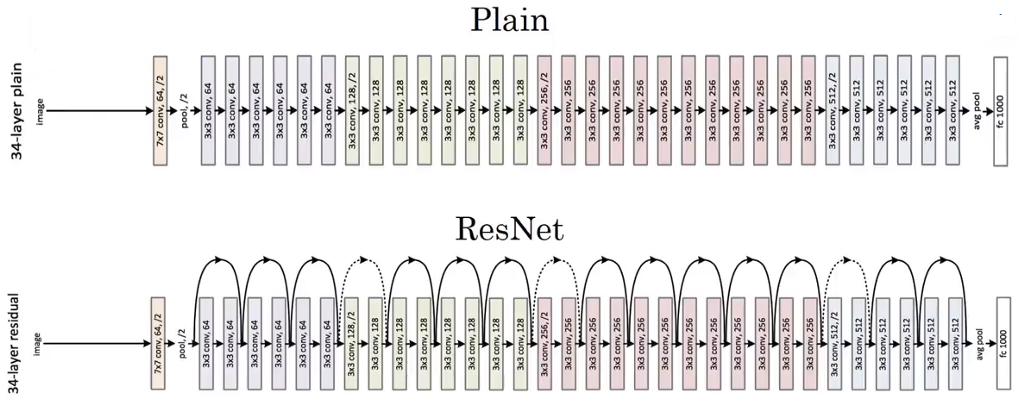 Plain
34-layer plain
image
7x7 conv, 64, /2
pool, /2
3x3 conv, 64
3x3 conv, 64
3x3 conv, 64
3x3 conv, 64
3x3 conv, 64
3x3 conv, 64
3x3 conv, 128, /2
3x3 conv, 128
3x3 conv, 128
3x3 conv, 128
3x3 conv, 128
3x3 conv, 128
3x3 conv, 128
3x3 conv, 128
3x3 conv, 256, /2
3x3 conv, 256
3x3 conv, 256
3x3 conv, 256
3x3 conv, 256
3x3 conv, 256
3x3 conv, 256
3x3 conv, 256
3x3 conv, 256
3x3 conv, 256
3x3 conv, 256
3x3 conv, 256
3x3 conv, 512, /2
3x3 conv, 512
3x3 conv, 512
3x3 conv, 512
3x3 conv, 512
3x3 conv, 512
avg pool
fc 1000
ResNet
34-layer residual
image
7x7 conv, 64, /2
pool, /2
3x3 conv, 64
3x3 conv, 64
3x3 conv, 64
3x3 conv, 64
3x3 conv, 64
3x3 conv, 64
3x3 conv, 128, /2
3x3 conv, 128
3x3 conv, 128
3x3 conv, 128
3x3 conv, 128
3x3 conv, 128
3x3 conv, 128
3x3 conv, 128
3x3 conv, 256, /2
3x3 conv, 256
3x3 conv, 256
3x3 conv, 256
3x3 conv, 256
3x3 conv, 256
3x3 conv, 256
3x3 conv, 256
3x3 conv, 256
3x3 conv, 256
3x3 conv, 256
3x3 conv, 256
3x3 conv, 512, /2
3x3 conv, 512
3x3 conv, 512
3x3 conv, 512
3x3 conv, 512
3x3 conv, 512
avg pool
fc 1000